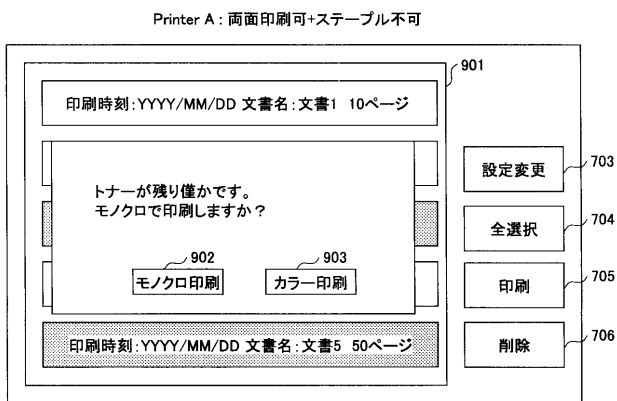 Printer A : 両面印刷可+ステープル不可
901
印刷時刻:YYYY/MM/DD 文書名:文書1 10ページ
トナーが残り僅かです。
モノクロで印刷しますか？
902
903
モノクロ印刷
カラー印刷
印刷時刻:YYYY/MM/DD 文書名:文書5 50ページ
設定変更
703
全選択
704
印刷
705
削除
706